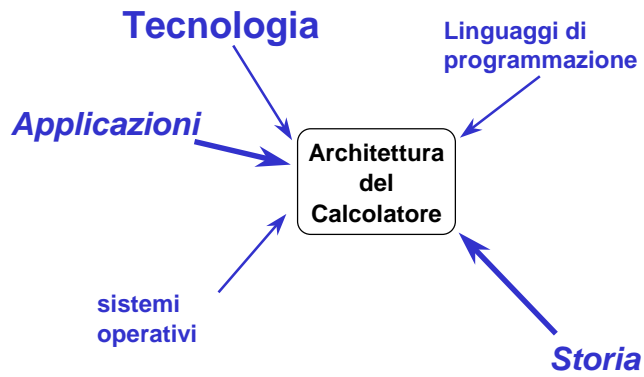 Tecnologia
Linguaggi di
programmazione
Applicazioni
Architettura
del
Calcolatore
sistemi
operativi
Storia